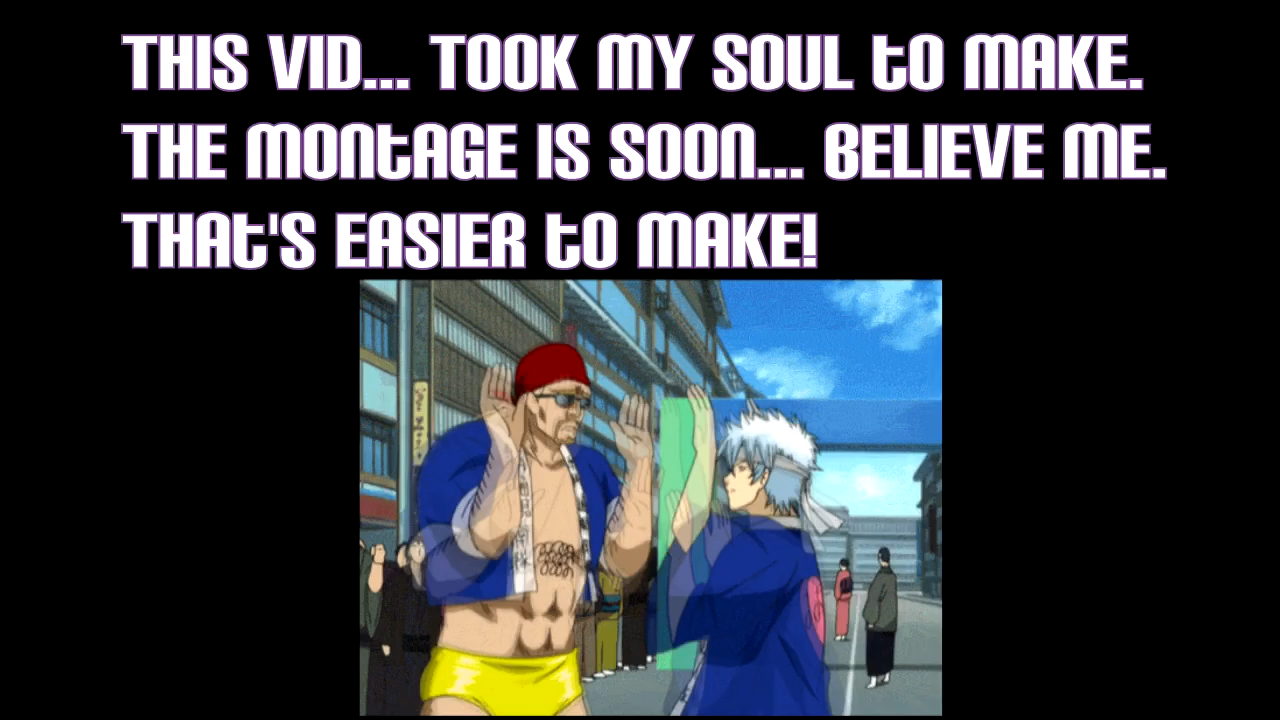 THIS VID... TOOK MY SOUL TO MAKE.
THE MONTAGE IS SOON... BELIEVE ME.
THAT'S EASIER TO MAKE!